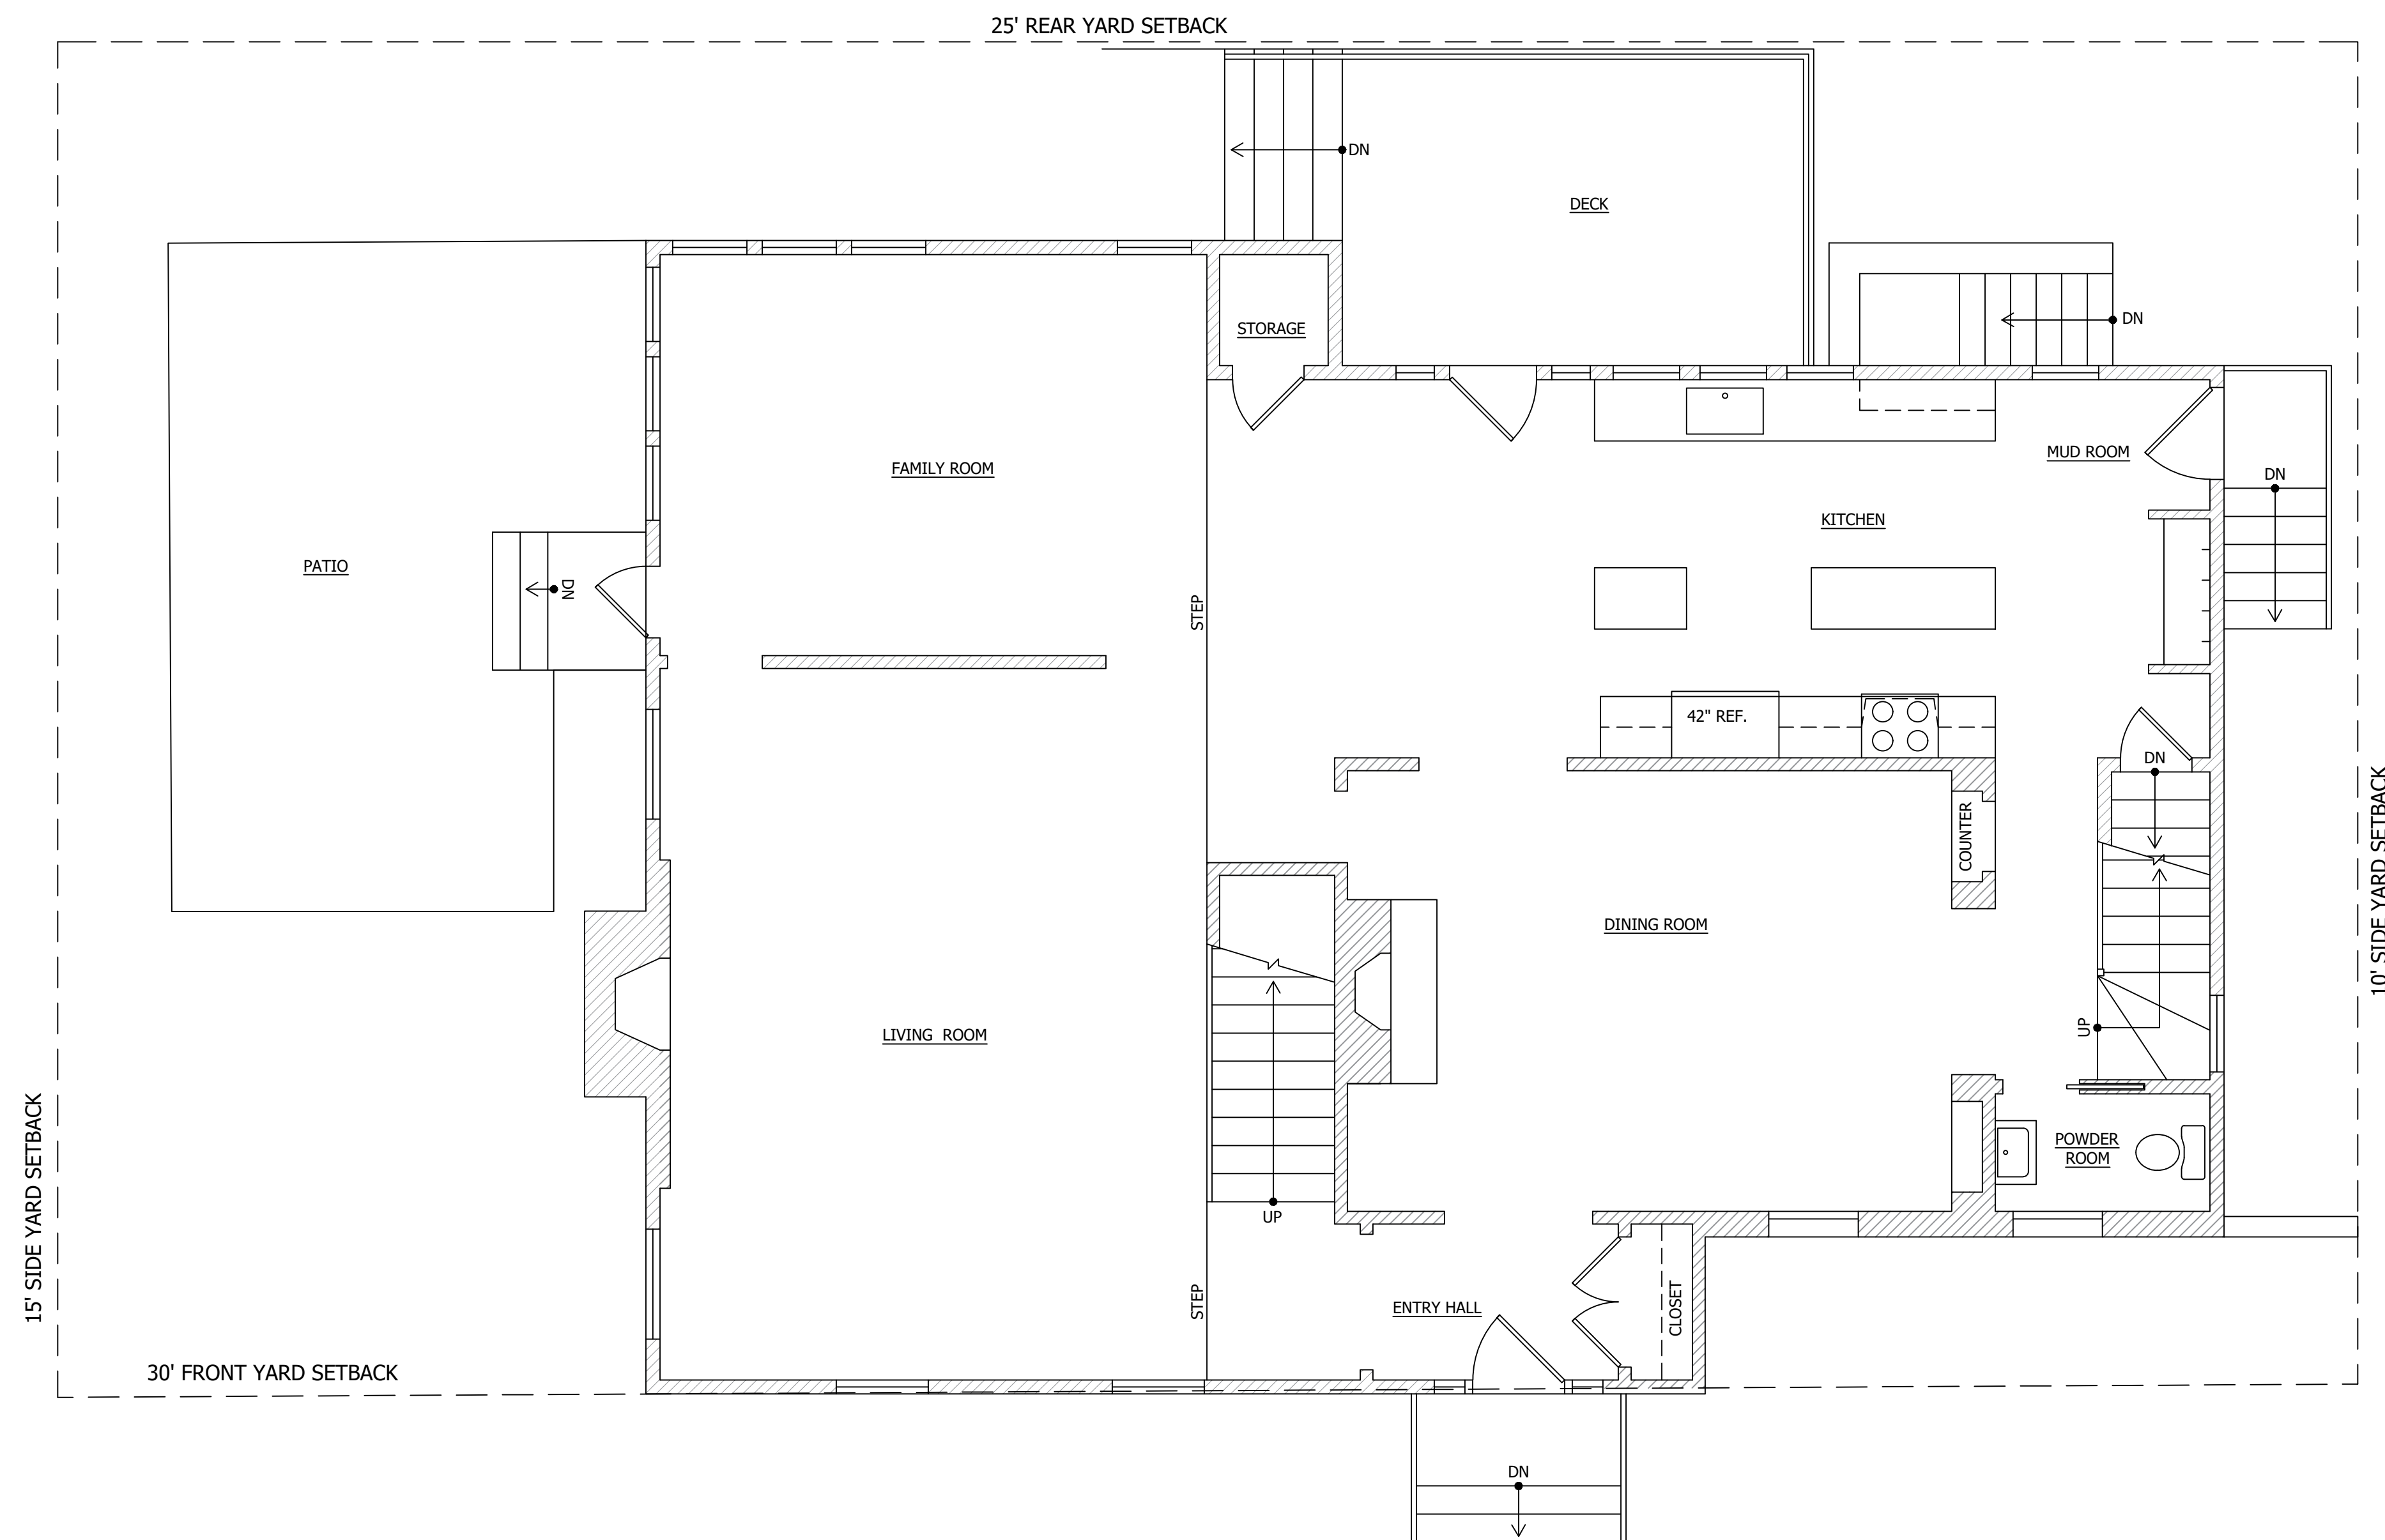 25' REAR YARD SETBACK
DN
DECK
DN
STORAGE
MUD ROOM
FAMILY ROOM
DN
KITCHEN
PATIO
DN
STEP
42" REF.
DN
COUNTER
10' SIDE YARD SETBACK
DINING ROOM
LIVING ROOM
UP
POWDER
ROOM
15' SIDE YARD SETBACK
UP
STEP
ENTRY HALL
CLOSET
30' FRONT YARD SETBACK
DN